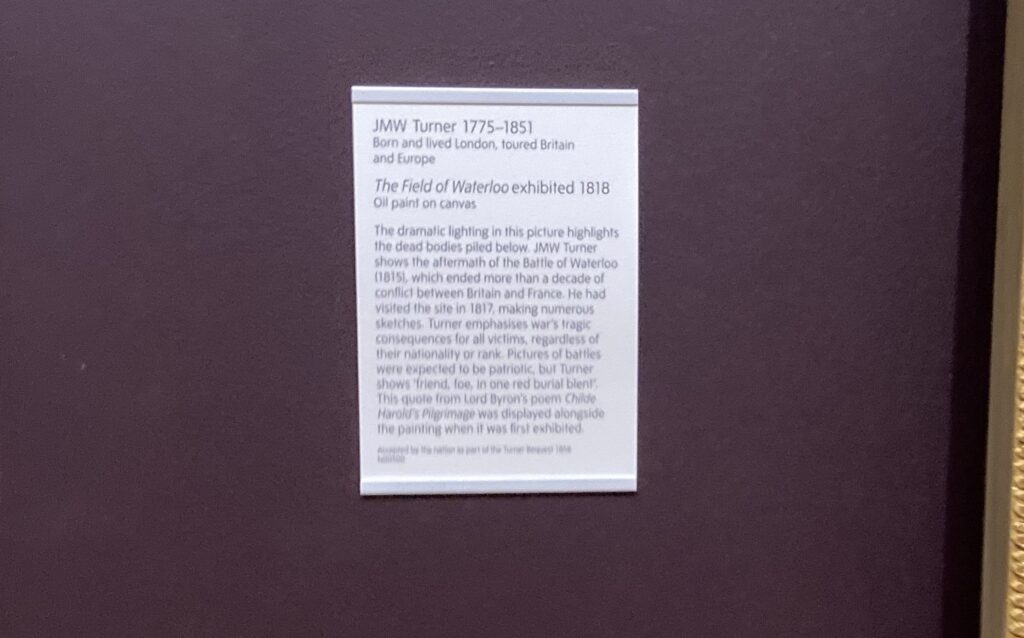 JMW Turner 1775–1851
Born and lived London, toured Britain
and Europe
The Field of Waterloo exhibited 1818
Oil paint on canvas
The dramatic lighting in this picture highlights
the dead bodies piled below. JMW Turner
shows the aftermath of the Battle of Waterloo
(1815), which ended more than a decade of
conflict between Britain and France. He had
visited the site in 1817, making numerous
sketches. Turner emphasises war's tragic
consequences for all victims, regardless of
their nationality or rank. Pictures of battles
were expected to be patriotic, but Turner
shows 'friend, foe, in one red burial blent'.
This quote from Lord Byron's poem Childe
Harold's Pilgrimage was displayed alongside
the painting when it was first exhibited.
Accepted by the nation as part of the Turner Bequest